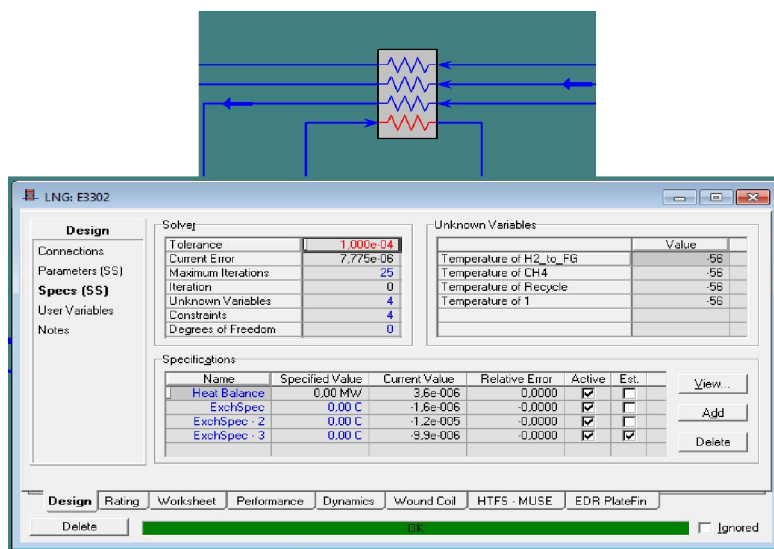 LNG: E3302
Design
Connections
Parameters (SS)
Specs (SS)
User Variables
Notes
Solver
Tolerance 1,000e-04
Current Error 7,775e-06
Maximum Iterations 25
Iteration 0
Unknown Variables 4
Constraints 4
Degrees of Freedom 0
Unknown Variables
Value
Temperature of H2_to_FG -56
Temperature of CH4 -56
Temperature of Recycle -56
Temperature of 1 -56
Specifications
Name Specified Value Current Value Relative Error Active Est.
Heat Balance 0,00 MW 3,6e-006 0,0000
ExchSpec 0,00 C -1,6e-006 -0,0000
ExchSpec - 2 0,00 C -1,2e-005 -0,0000
ExchSpec - 3 0,00 C -9,9e-006 -0,0000
View...
Add
Delete
Design Rating Worksheet Performance Dynamics Wound Coil HTFS - MUSE EDR PlateFin
Delete OK Ignored